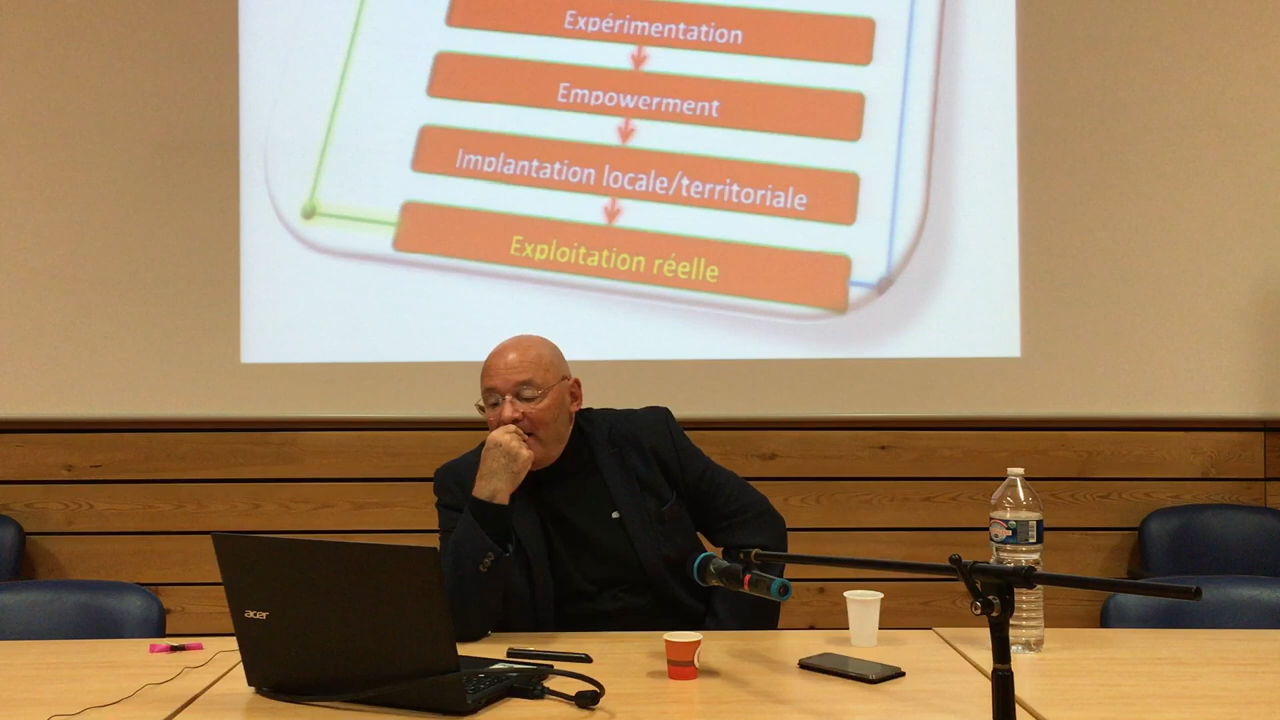 Expérimentation
Empowerment
Implantation locale/territoriale
Exploitation réelle
acer